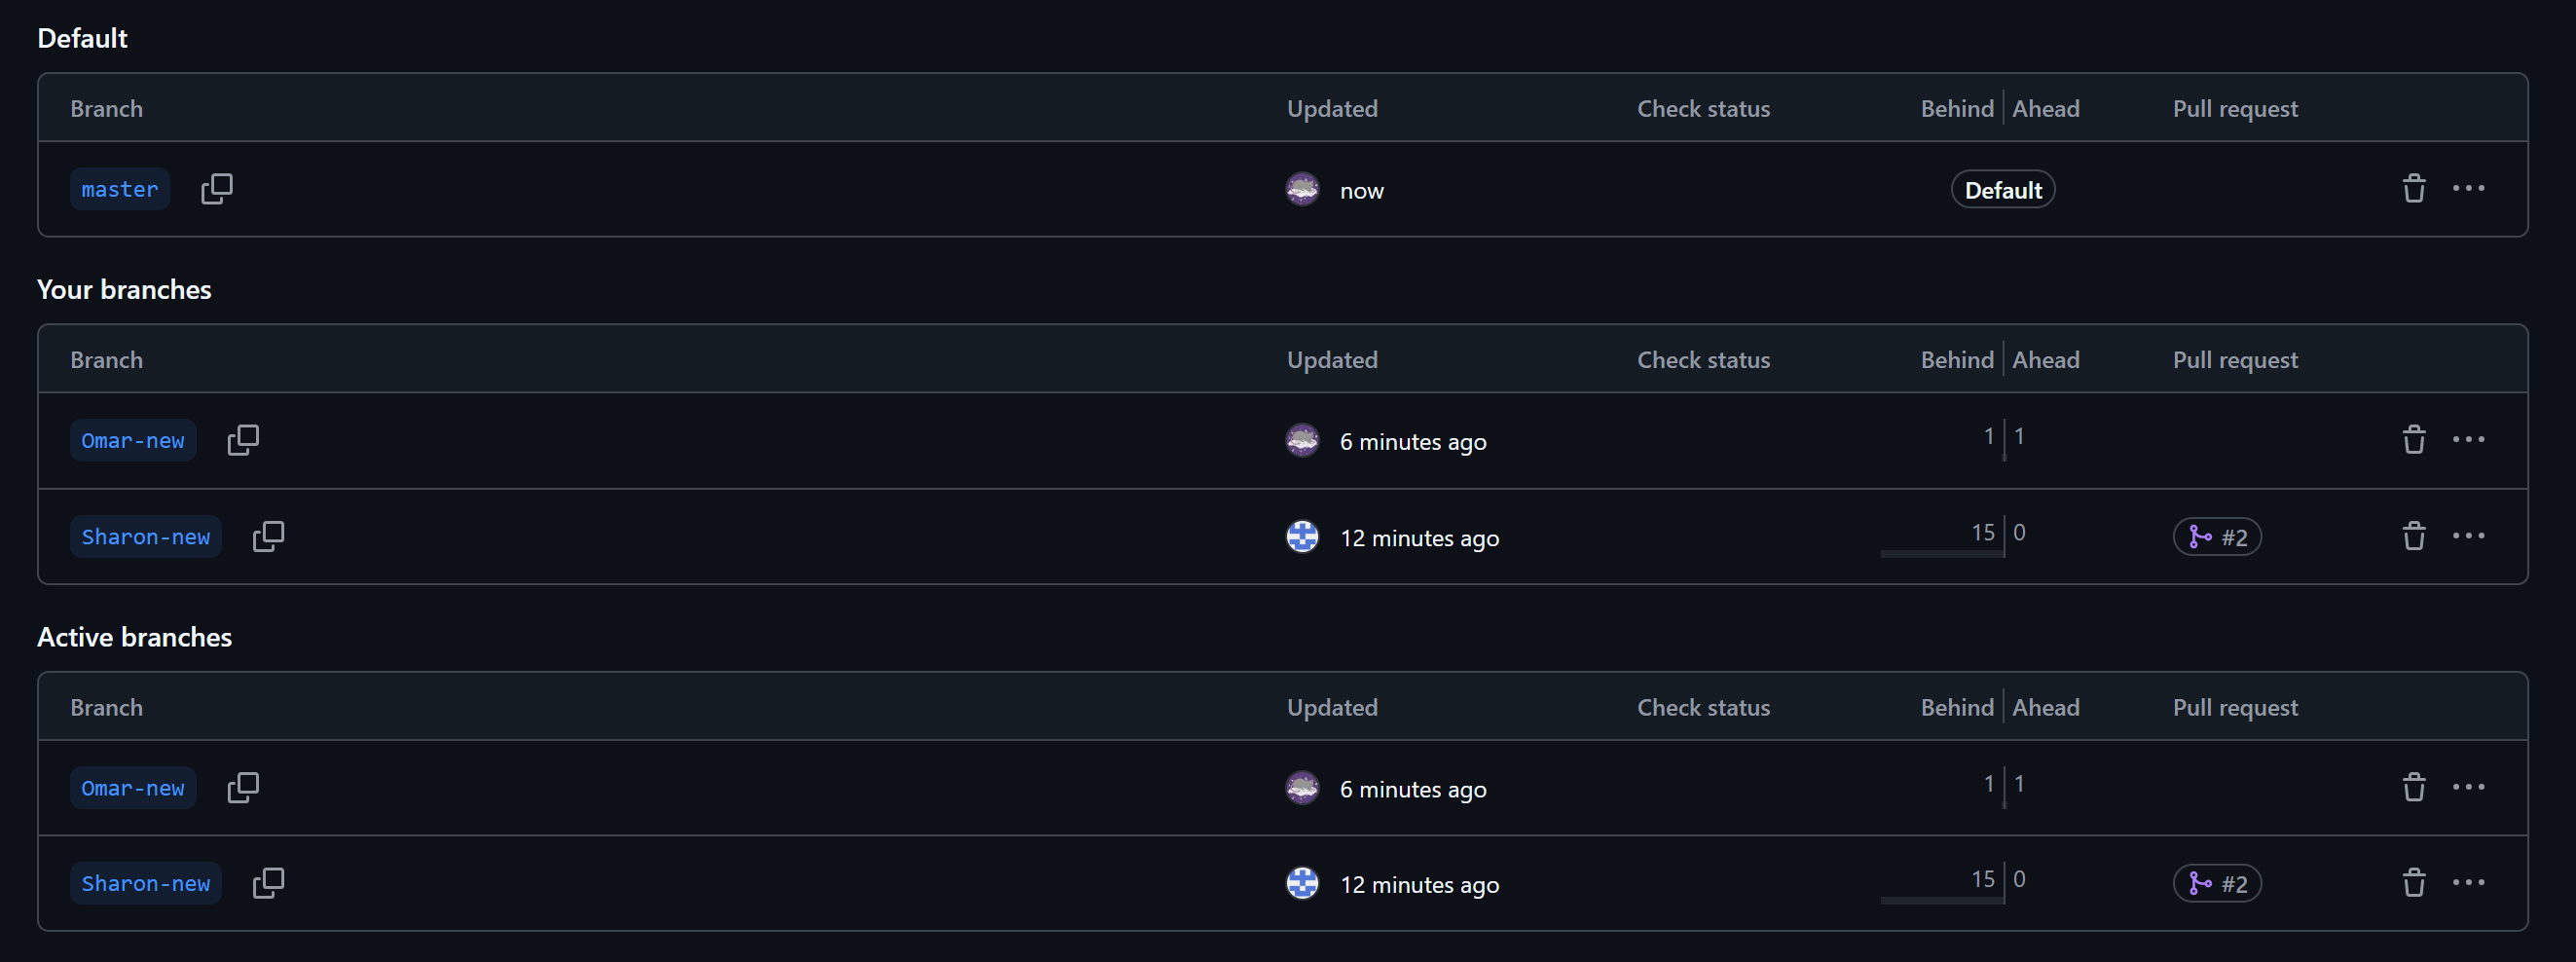 Default
Branch Updated Check status Behind Ahead Pull request
master now Default
Your branches
Branch Updated Check status Behind Ahead Pull request
Omar-new 6 minutes ago 1 1
Sharon-new 12 minutes ago 15 0 #2
Active branches
Branch Updated Check status Behind Ahead Pull request
Omar-new 6 minutes ago 1 1
Sharon-new 12 minutes ago 15 0 #2